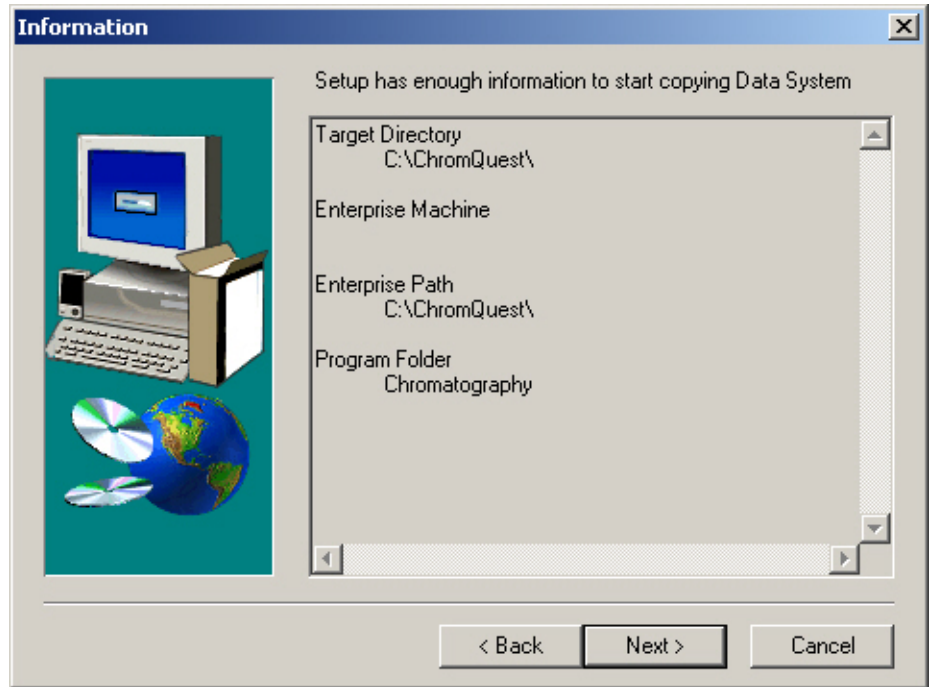 Information
Setup has enough information to start copying Data System
Target Directory
C:\ChromQuest\
Enterprise Machine
Enterprise Path
C:\ChromQuest\
Program Folder
Chromatography
< Back
Next >
Cancel